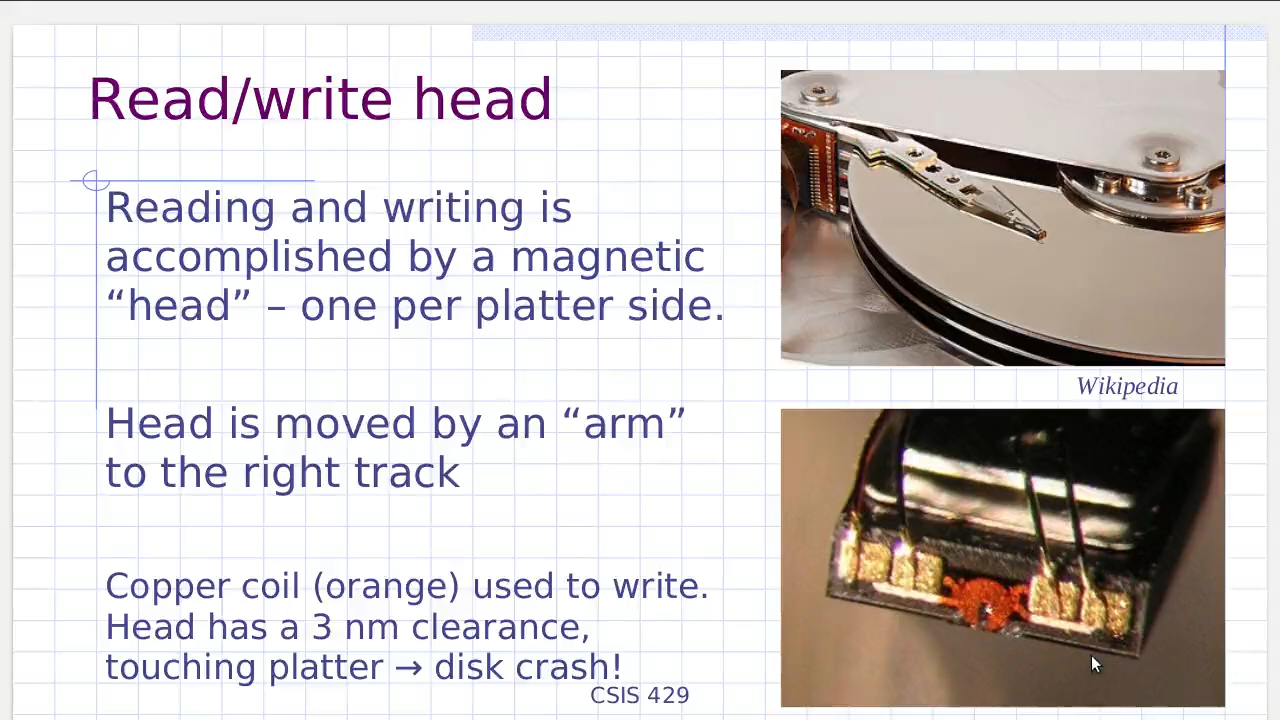 Read/write head
Reading and writing is
accomplished by a magnetic
“head” – one per platter side.
Head is moved by an “arm”
to the right track
Copper coil (orange) used to write.
Head has a 3 nm clearance,
touching platter → disk crash!
Wikipedia
CSIS 429